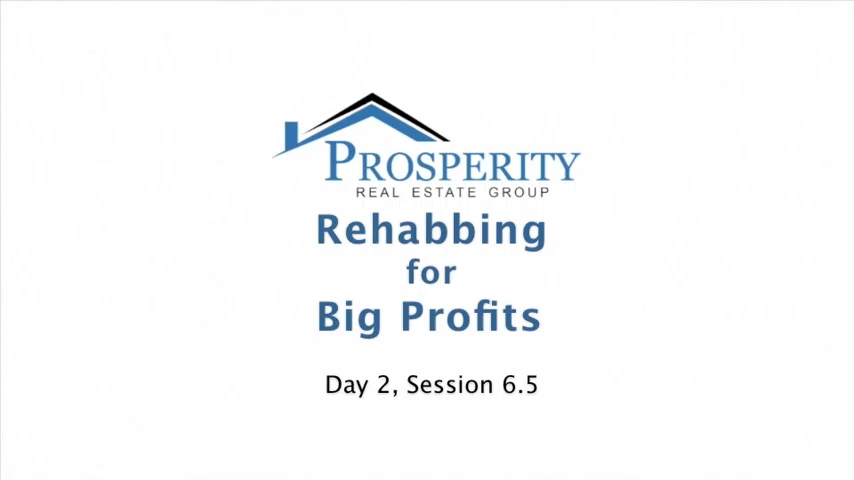 PROSPERITY
REAL ESTATE GROUP
Rehabbing
for
Big Profits
Day 2, Session 6.5